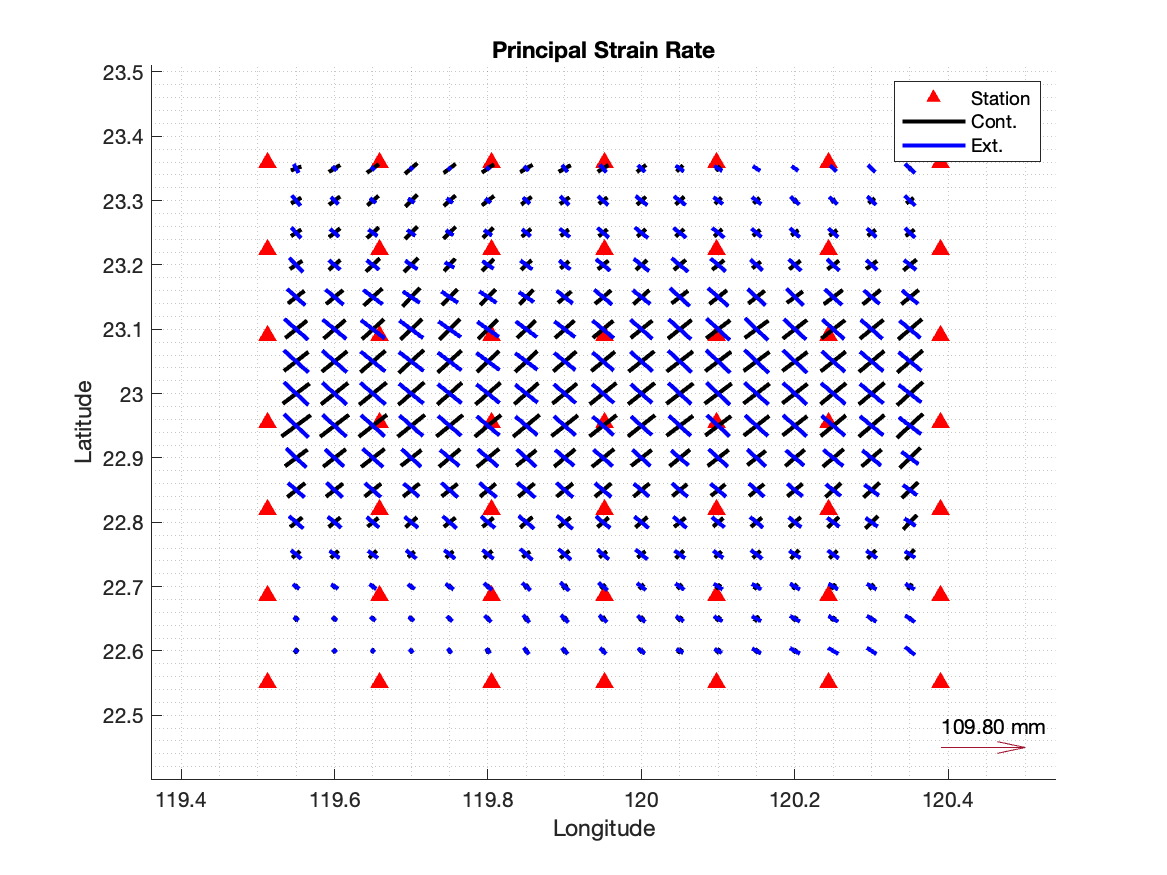 Principal Strain Rate
23.5
23.4
23.3
23.2
23.1
23
22.9
22.8
22.7
22.6
22.5
Latitude
Station
Cont.
Ext.
109.80 mm
119.4 119.6 119.8 120 120.2 120.4
Longitude